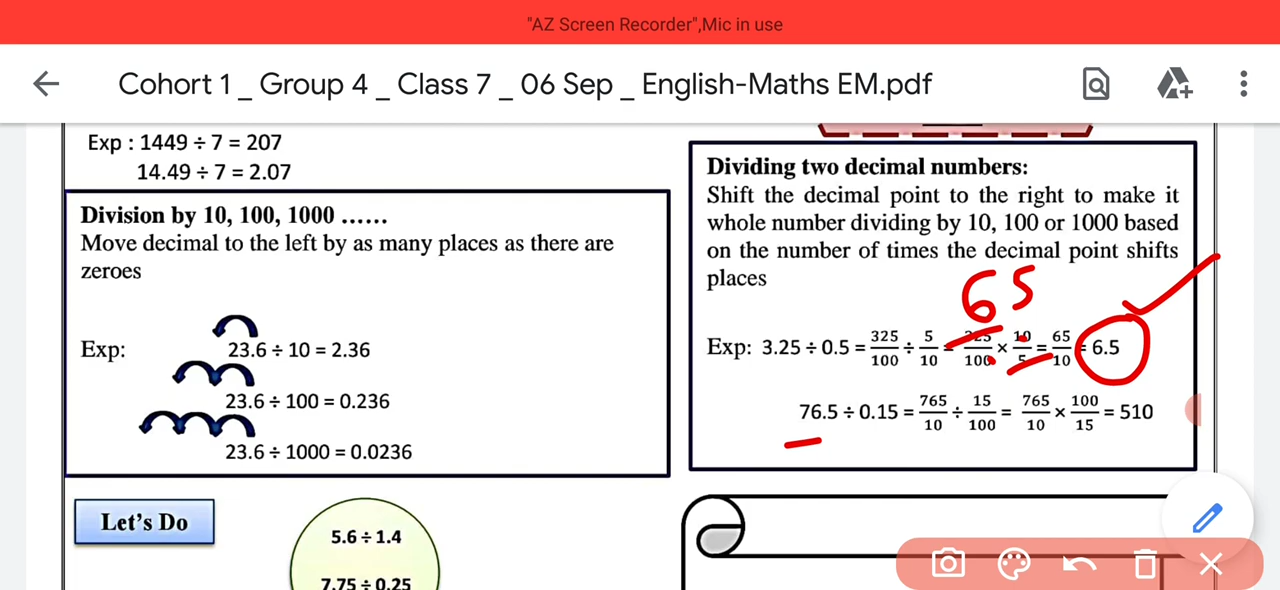 "AZ Screen Recorder",Mic in use
Cohort 1 _ Group 4 _ Class 7 _ 06 Sep _ English-Maths EM.pdf
Exp : 1449 ÷ 7 = 207
14.49 ÷ 7 = 2.07
Division by 10, 100, 1000 ......
Move decimal to the left by as many places as there are
zeroes
Exp:
23.6 ÷ 10 = 2.36
23.6 ÷ 100 = 0.236
23.6 ÷ 1000 = 0.0236
Let's Do
5.6 ÷ 1.4
7.75 ÷ 0.25
Dividing two decimal numbers:
Shift the decimal point to the right to make it
whole number dividing by 10, 100 or 1000 based
on the number of times the decimal point shifts
places
65
Exp: 3.25 ÷ 0.5 = 325/100 ÷ 5/10 = 325/100 × 10/5 = 65/10 = 6.5
76.5 ÷ 0.15 = 765/10 ÷ 15/100 = 765/10 × 100/15 = 510